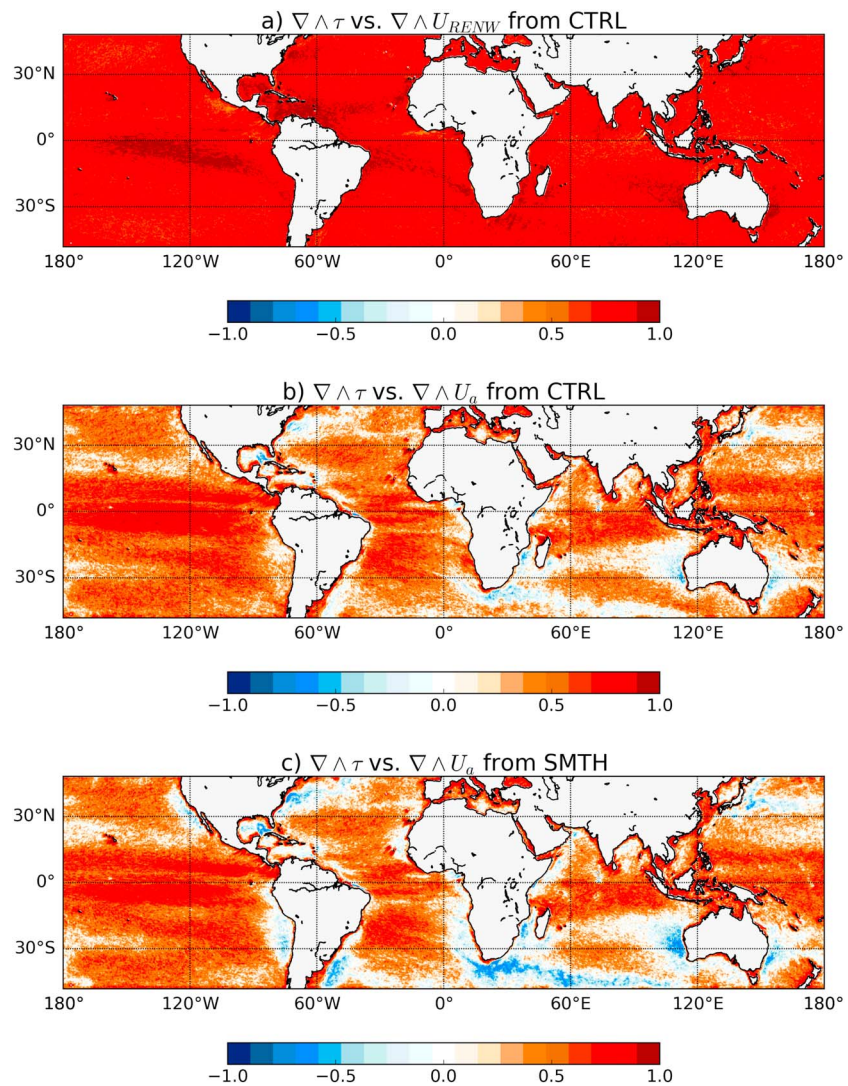 a) ∇ ∧ τ vs. ∇ ∧ U_RENW from CTRL
30°N
0°
30°S
180° 120°W 60°W 0° 60°E 120°E 180°
−1.0 −0.5 0.0 0.5 1.0
b) ∇ ∧ τ vs. ∇ ∧ U_a from CTRL
30°N
0°
30°S
180° 120°W 60°W 0° 60°E 120°E 180°
−1.0 −0.5 0.0 0.5 1.0
c) ∇ ∧ τ vs. ∇ ∧ U_a from SMTH
30°N
0°
30°S
180° 120°W 60°W 0° 60°E 120°E 180°
−1.0 −0.5 0.0 0.5 1.0